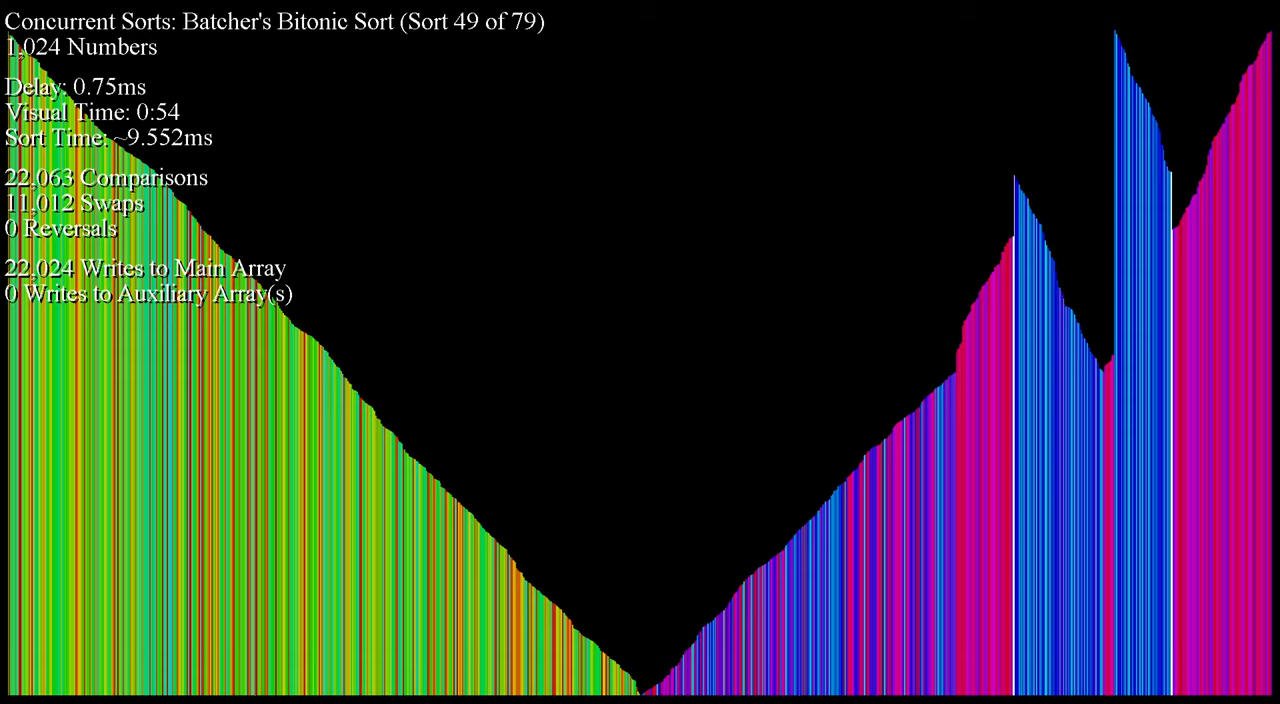 Concurrent Sorts: Batcher's Bitonic Sort (Sort 49 of 79)
1,024 Numbers
Delay: 0.75ms
Visual Time: 0:54
Sort Time: ~9.552ms
22,063 Comparisons
11,012 Swaps
0 Reversals
22,024 Writes to Main Array
0 Writes to Auxiliary Array(s)